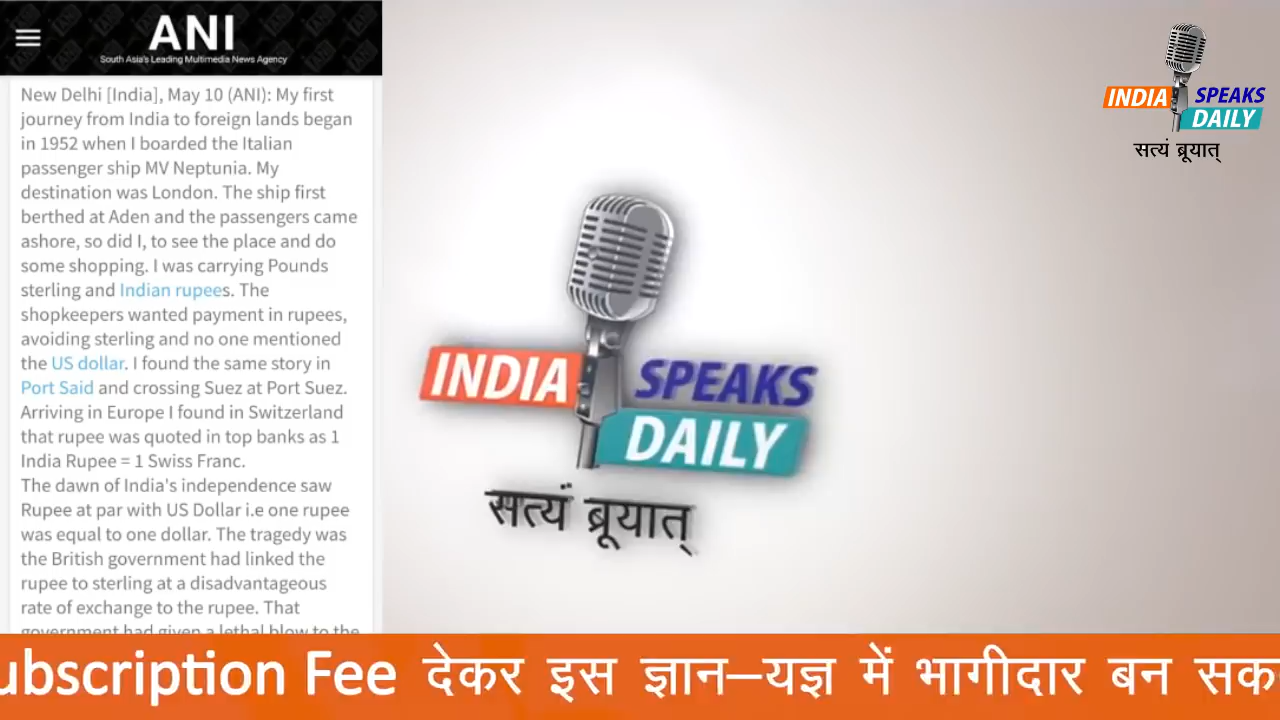 ANI
South Asia's Leading Multimedia News Agency
New Delhi [India], May 10 (ANI): My first
journey from India to foreign lands began
in 1952 when I boarded the Italian
passenger ship MV Neptunia. My
destination was London. The ship first
berthed at Aden and the passengers came
ashore, so did I, to see the place and do
some shopping. I was carrying Pounds
sterling and Indian rupees. The
shopkeepers wanted payment in rupees,
avoiding sterling and no one mentioned
the US dollar. I found the same story in
Port Said and crossing Suez at Port Suez.
Arriving in Europe I found in Switzerland
that rupee was quoted in top banks as 1
India Rupee = 1 Swiss Franc.
The dawn of India's independence saw
Rupee at par with US Dollar i.e one rupee
was equal to one dollar. The tragedy was
the British government had linked the
rupee to sterling at a disadvantageous
rate of exchange to the rupee. That
government had given a lethal blow to the
INDIA SPEAKS
DAILY
सत्यं ब्रूयात्
INDIA SPEAKS
DAILY
सत्यं ब्रूयात्
ubscription Fee देकर इस ज्ञान–यज्ञ में भागीदार बन सक